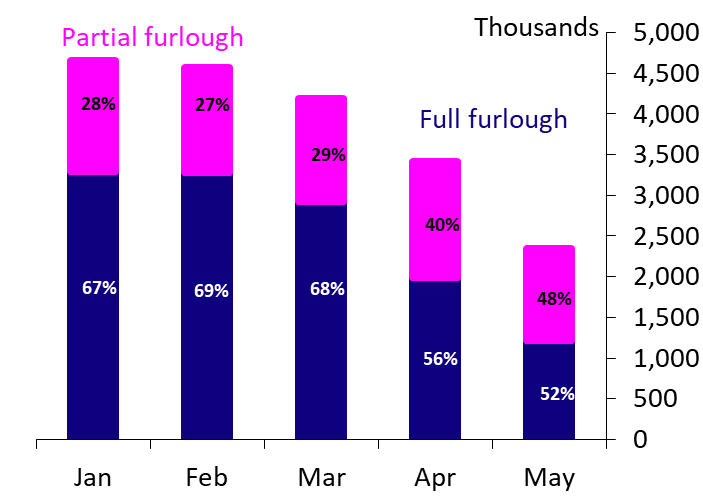 Thousands
Partial furlough
Full furlough
5,000
4,500
4,000
3,500
3,000
2,500
2,000
1,500
1,000
500
0
28%
27%
29%
40%
48%
67%
69%
68%
56%
52%
Jan
Feb
Mar
Apr
May